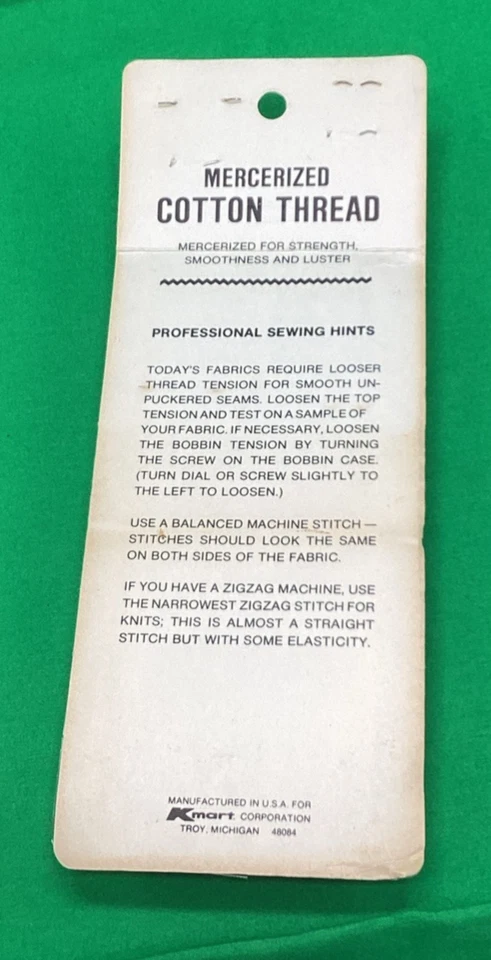 MERCERIZED
COTTON THREAD
MERCERIZED FOR STRENGTH,
SMOOTHNESS AND LUSTER
PROFESSIONAL SEWING HINTS
TODAY'S FABRICS REQUIRE LOOSER
THREAD TENSION FOR SMOOTH UN-
PUCKERED SEAMS. LOOSEN THE TOP
TENSION AND TEST ON A SAMPLE OF
YOUR FABRIC. IF NECESSARY, LOOSEN
THE BOBBIN TENSION BY TURNING
THE SCREW ON THE BOBBIN CASE.
(TURN DIAL OR SCREW SLIGHTLY TO
THE LEFT TO LOOSEN.)
USE A BALANCED MACHINE STITCH —
STITCHES SHOULD LOOK THE SAME
ON BOTH SIDES OF THE FABRIC.
IF YOU HAVE A ZIGZAG MACHINE, USE
THE NARROWEST ZIGZAG STITCH FOR
KNITS; THIS IS ALMOST A STRAIGHT
STITCH BUT WITH SOME ELASTICITY.
MANUFACTURED IN U.S.A. FOR
Kmart CORPORATION
TROY, MICHIGAN 48084